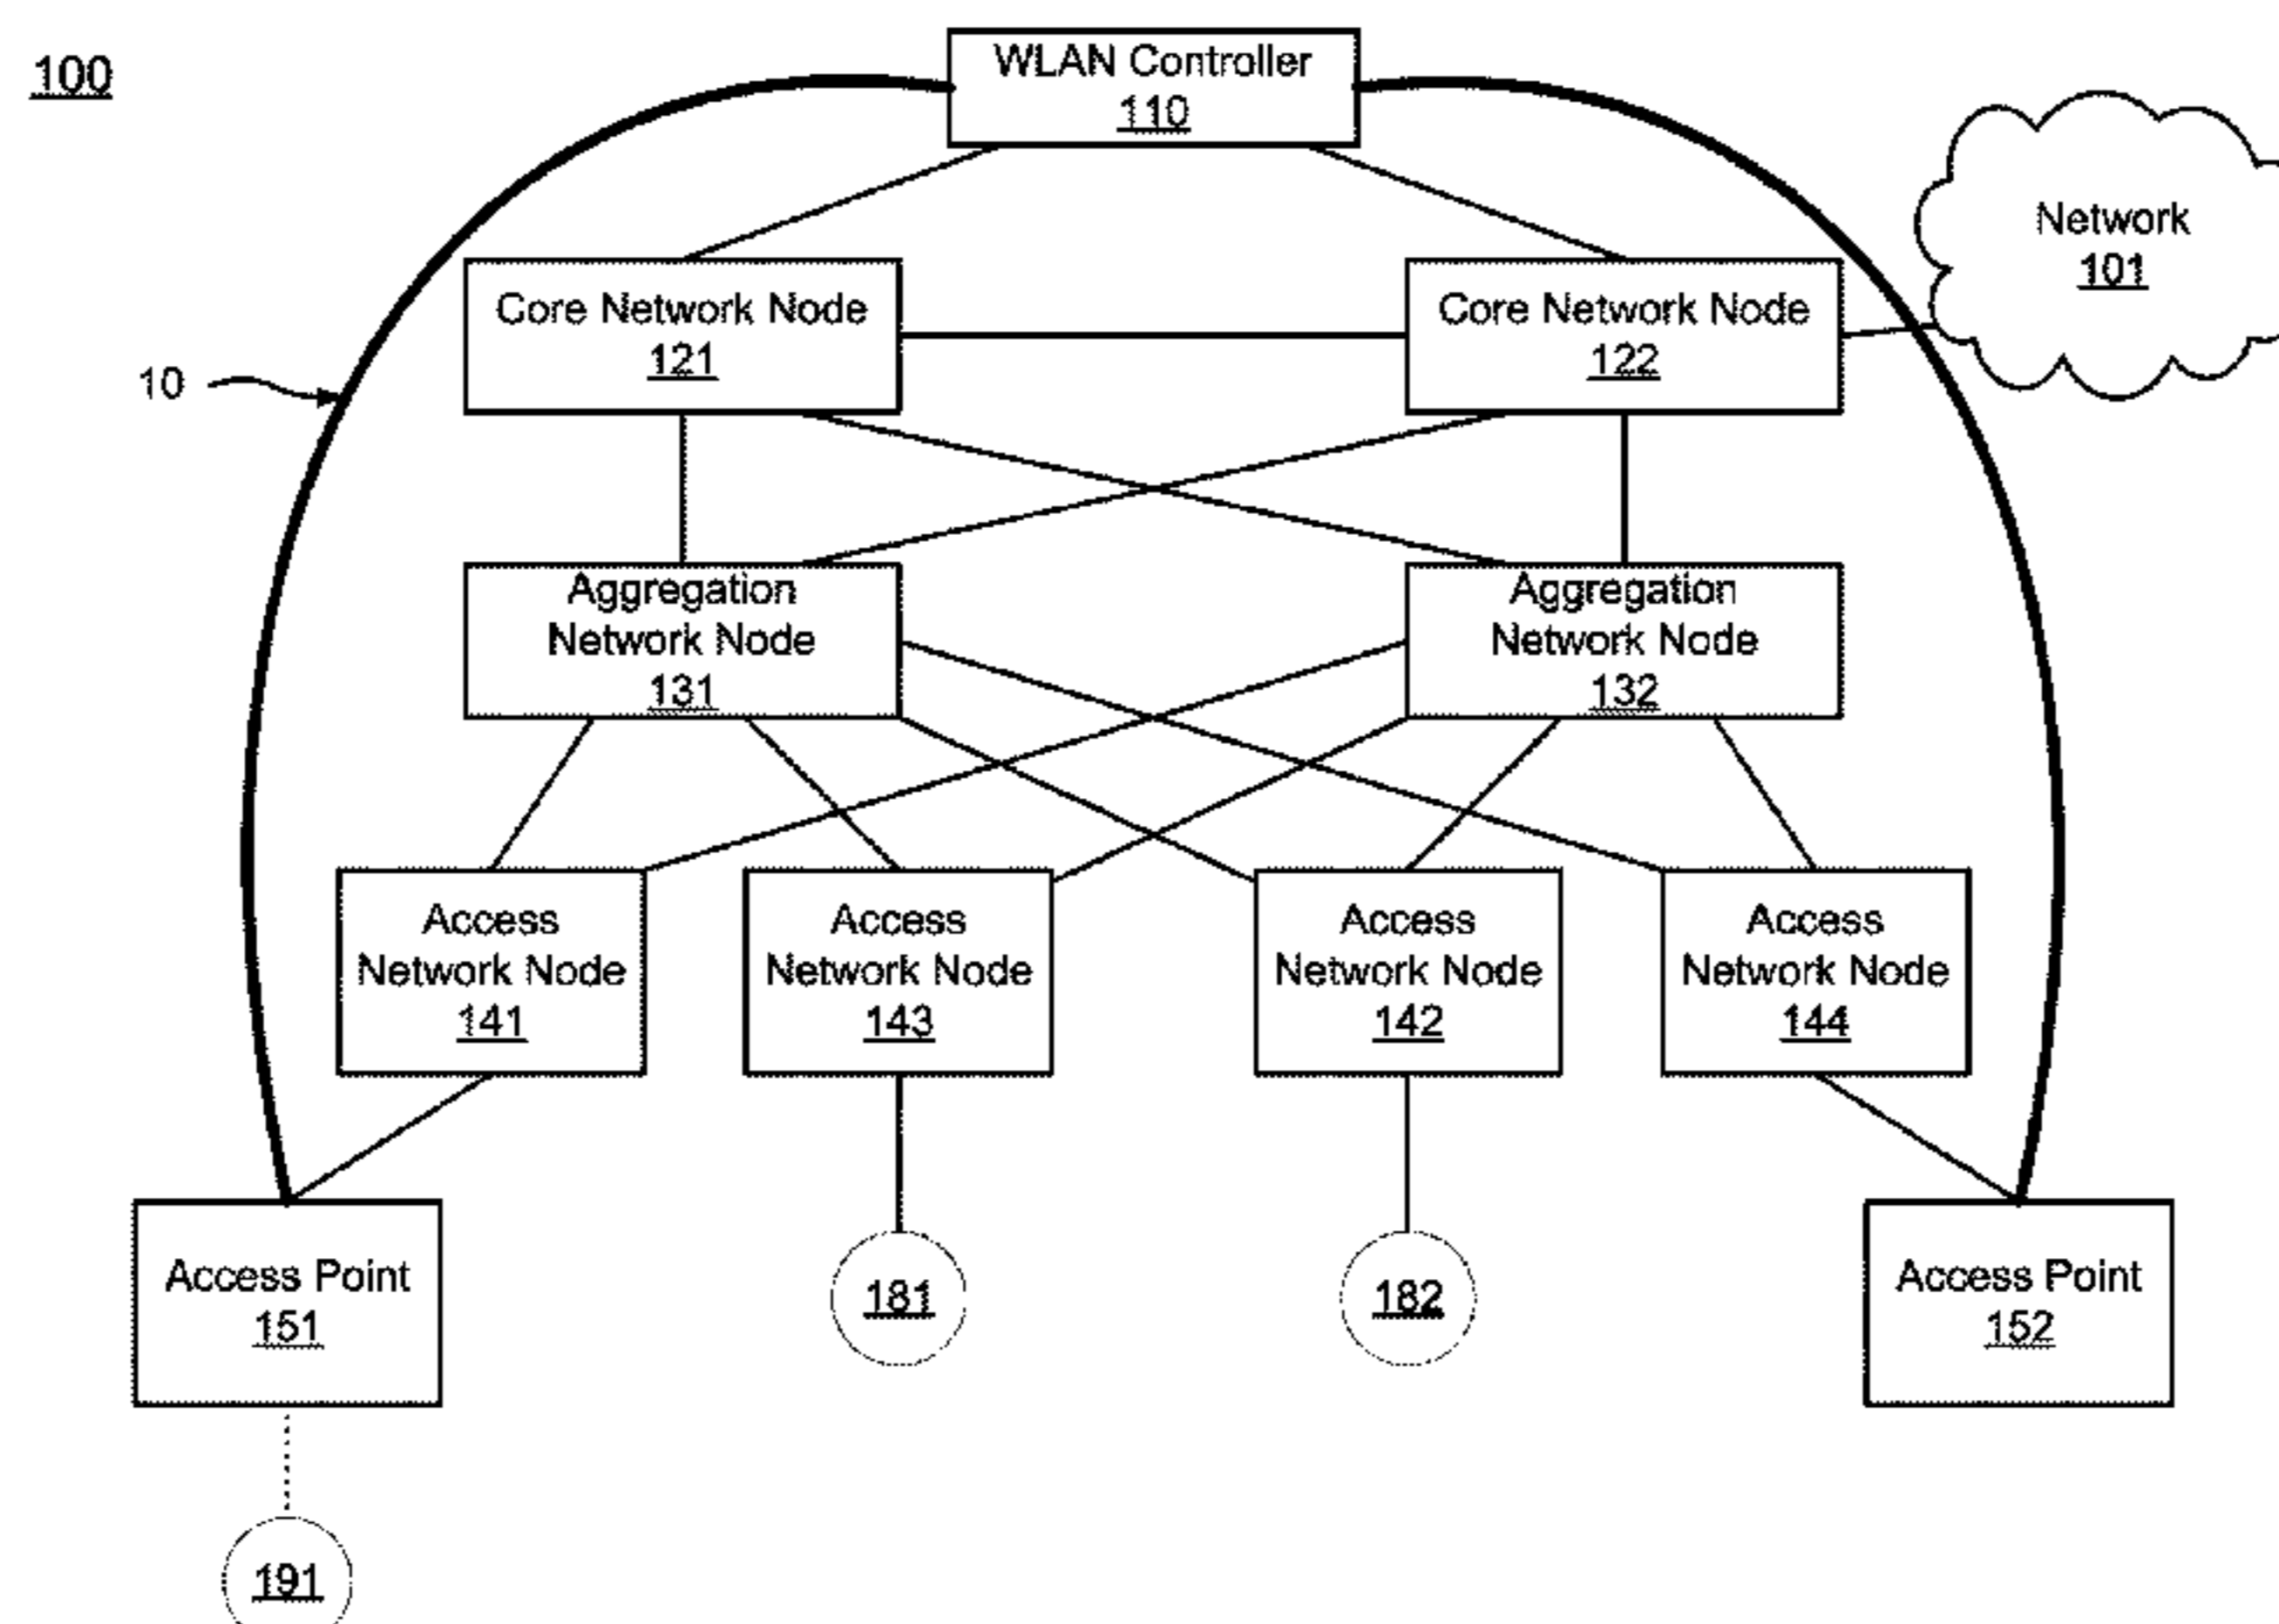 100
WLAN Controller
110
Network
101
Core Network Node
121
Core Network Node
122
10
Aggregation
Network Node
131
Aggregation
Network Node
132
Access
Network Node
141
Access
Network Node
143
Access
Network Node
142
Access
Network Node
144
Access Point
151
181
182
Access Point
152
191